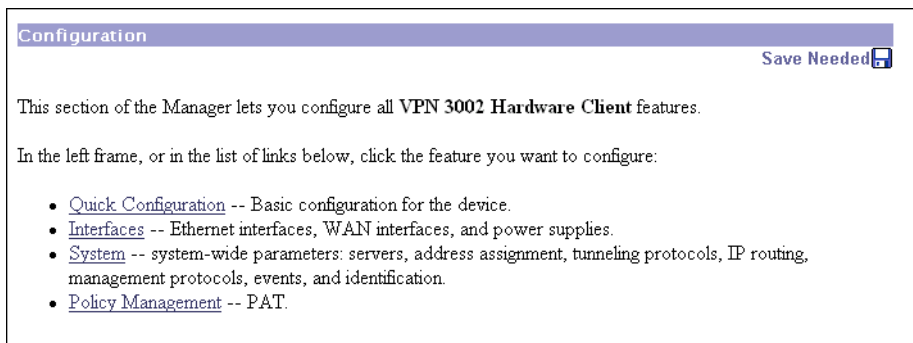 Configuration
Save Needed
This section of the Manager lets you configure all VPN 3002 Hardware Client features.
In the left frame, or in the list of links below, click the feature you want to configure:
• Quick Configuration -- Basic configuration for the device.
• Interfaces -- Ethernet interfaces, WAN interfaces, and power supplies.
• System -- system-wide parameters: servers, address assignment, tunneling protocols, IP routing,
management protocols, events, and identification.
• Policy Management -- PAT.